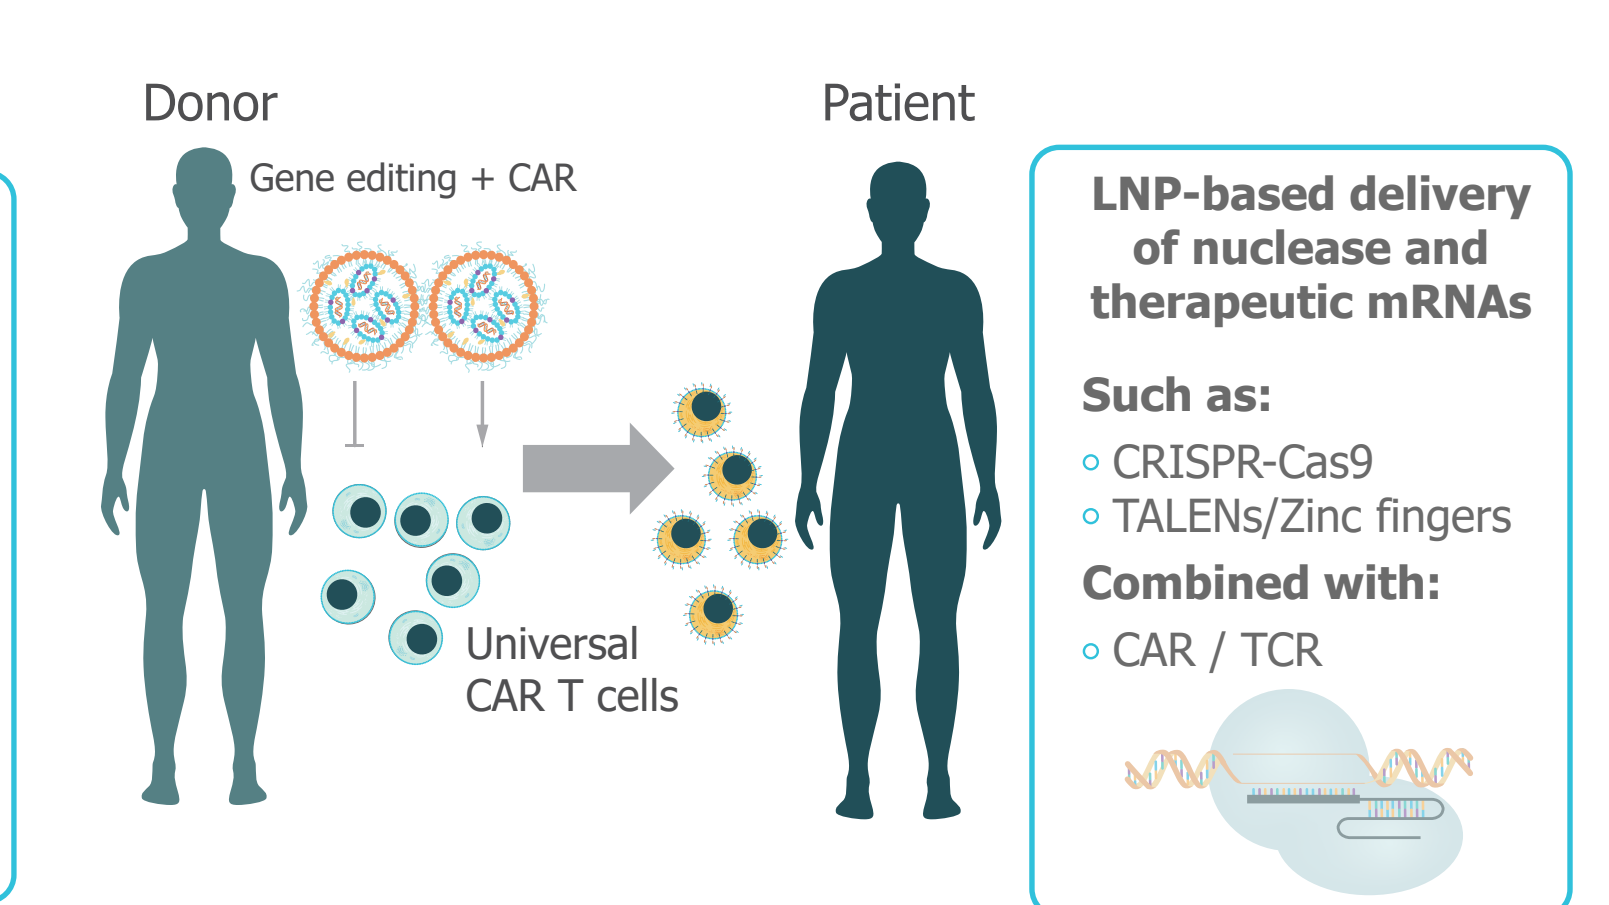 Donor
Gene editing + CAR
Universal
CAR T cells
Patient
LNP-based delivery
of nuclease and
therapeutic mRNAs
Such as:
CRISPR-Cas9
TALENs/Zinc fingers
Combined with:
CAR / TCR